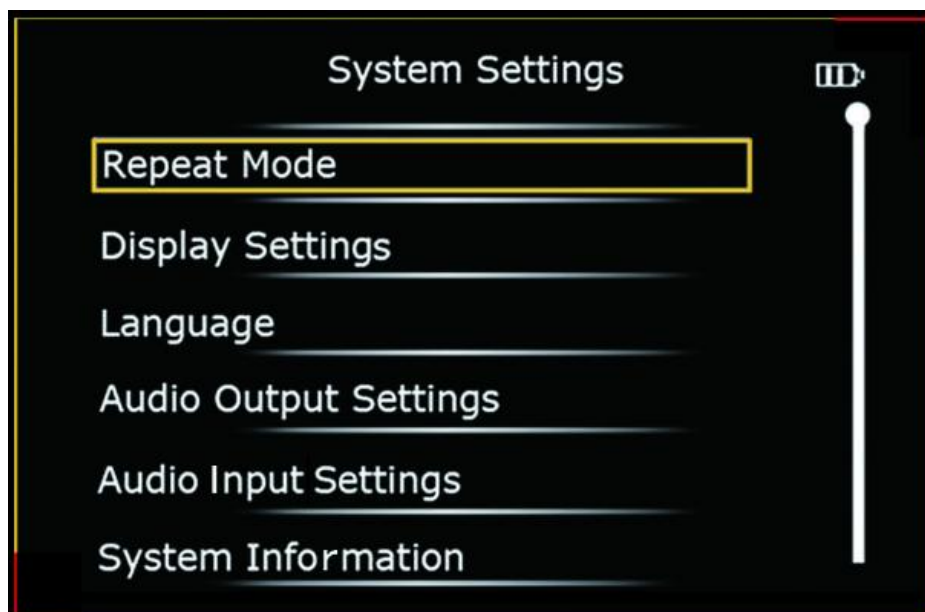 System Settings
Repeat Mode
Display Settings
Language
Audio Output Settings
Audio Input Settings
System Information